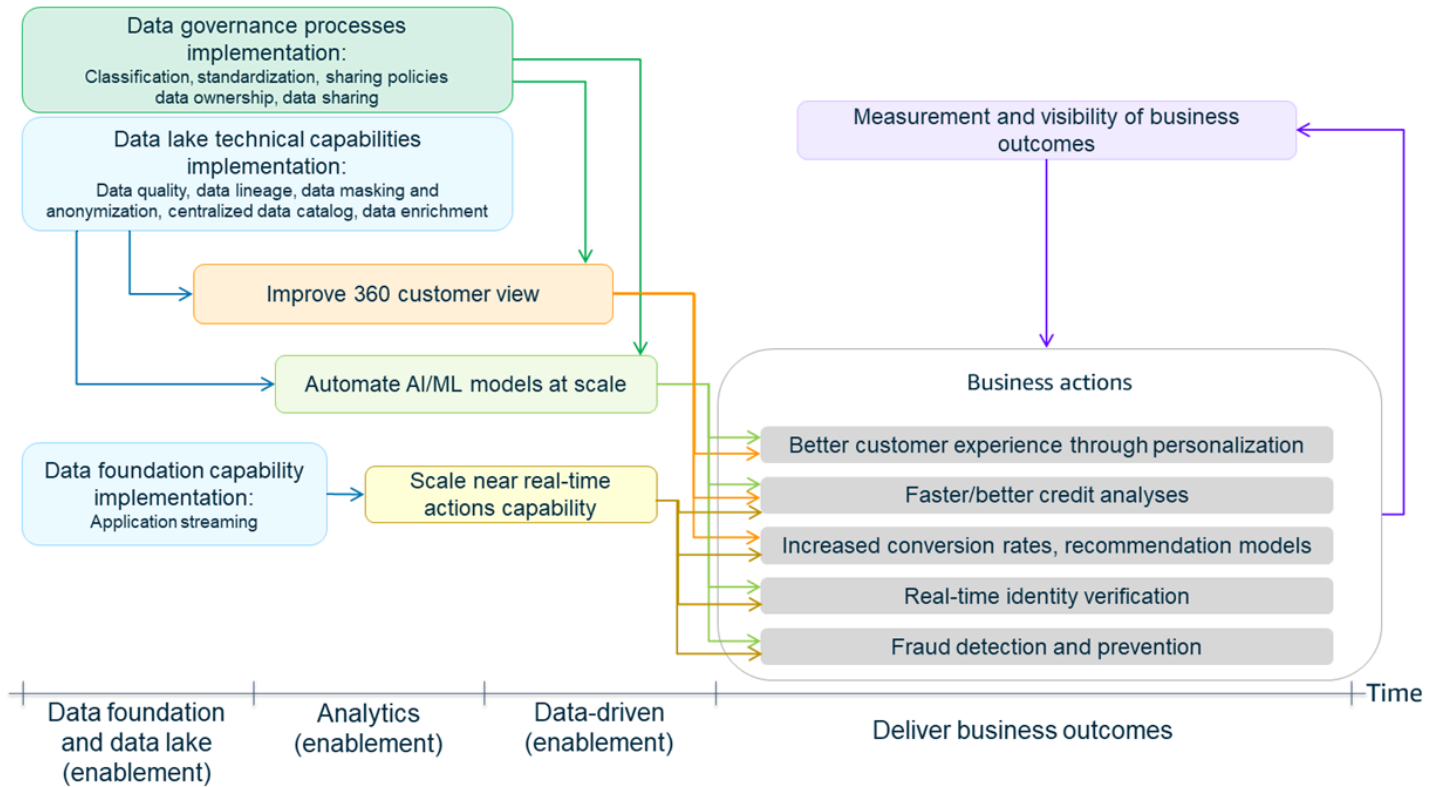 Data governance processes
implementation:
Classification, standardization, sharing policies
data ownership, data sharing
Data lake technical capabilities
implementation:
Data quality, data lineage, data masking and
anonymization, centralized data catalog, data enrichment
Measurement and visibility of business
outcomes
Improve 360 customer view
Automate AI/ML models at scale
Business actions
Data foundation capability
implementation:
Application streaming
Scale near real-time
actions capability
Better customer experience through personalization
Faster/better credit analyses
Increased conversion rates, recommendation models
Real-time identity verification
Fraud detection and prevention
Time
Data foundation
and data lake
(enablement)
Analytics
(enablement)
Data-driven
(enablement)
Deliver business outcomes